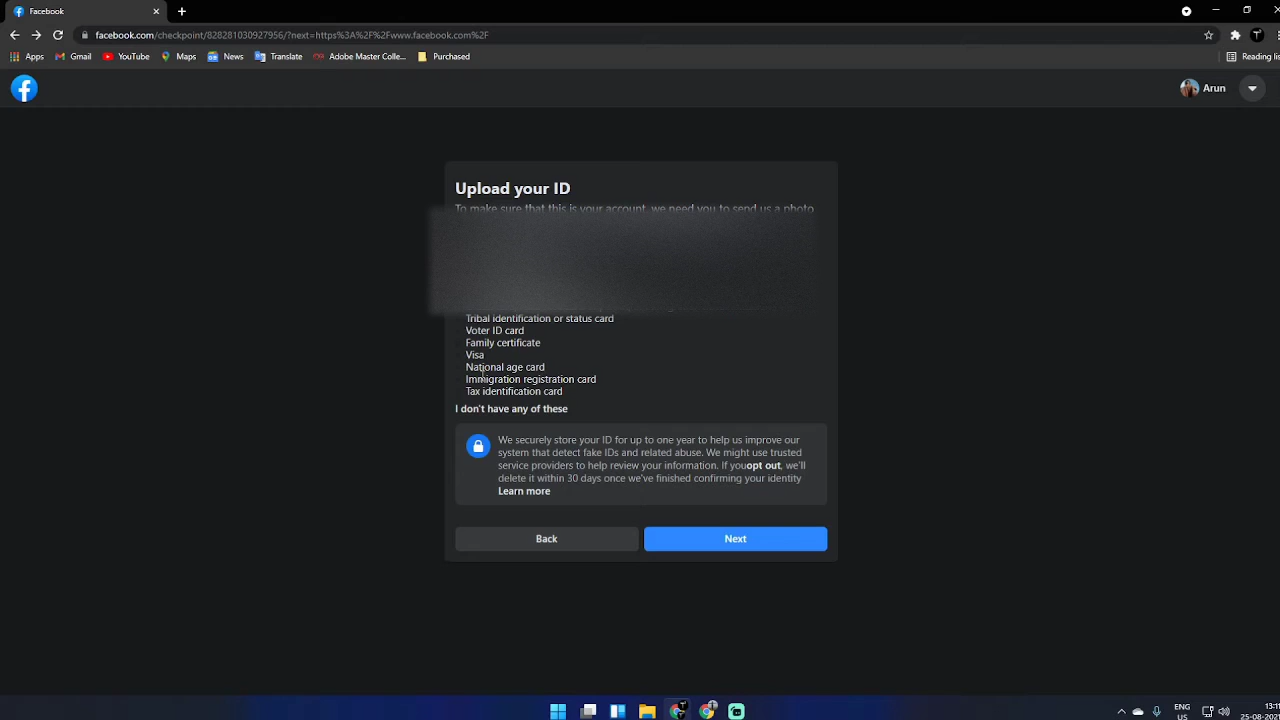 Facebook
facebook.com/checkpoint/828281030927956/?next=https%3A%2F%2Fwww.facebook.com%2F
Apps Gmail YouTube Maps News Translate Adobe Master Colle... Purchased Reading lis
Arun
Upload your ID
To make sure that this is your account, we need you to send us a photo
Tribal identification or status card
Voter ID card
Family certificate
Visa
National age card
Immigration registration card
Tax identification card
I don't have any of these
We securely store your ID for up to one year to help us improve our
system that detect fake IDs and related abuse. We might use trusted
service providers to help review your information. If you opt out, we'll
delete it within 30 days once we've finished confirming your identity
Learn more
Back Next
ENG
US
25-08-20